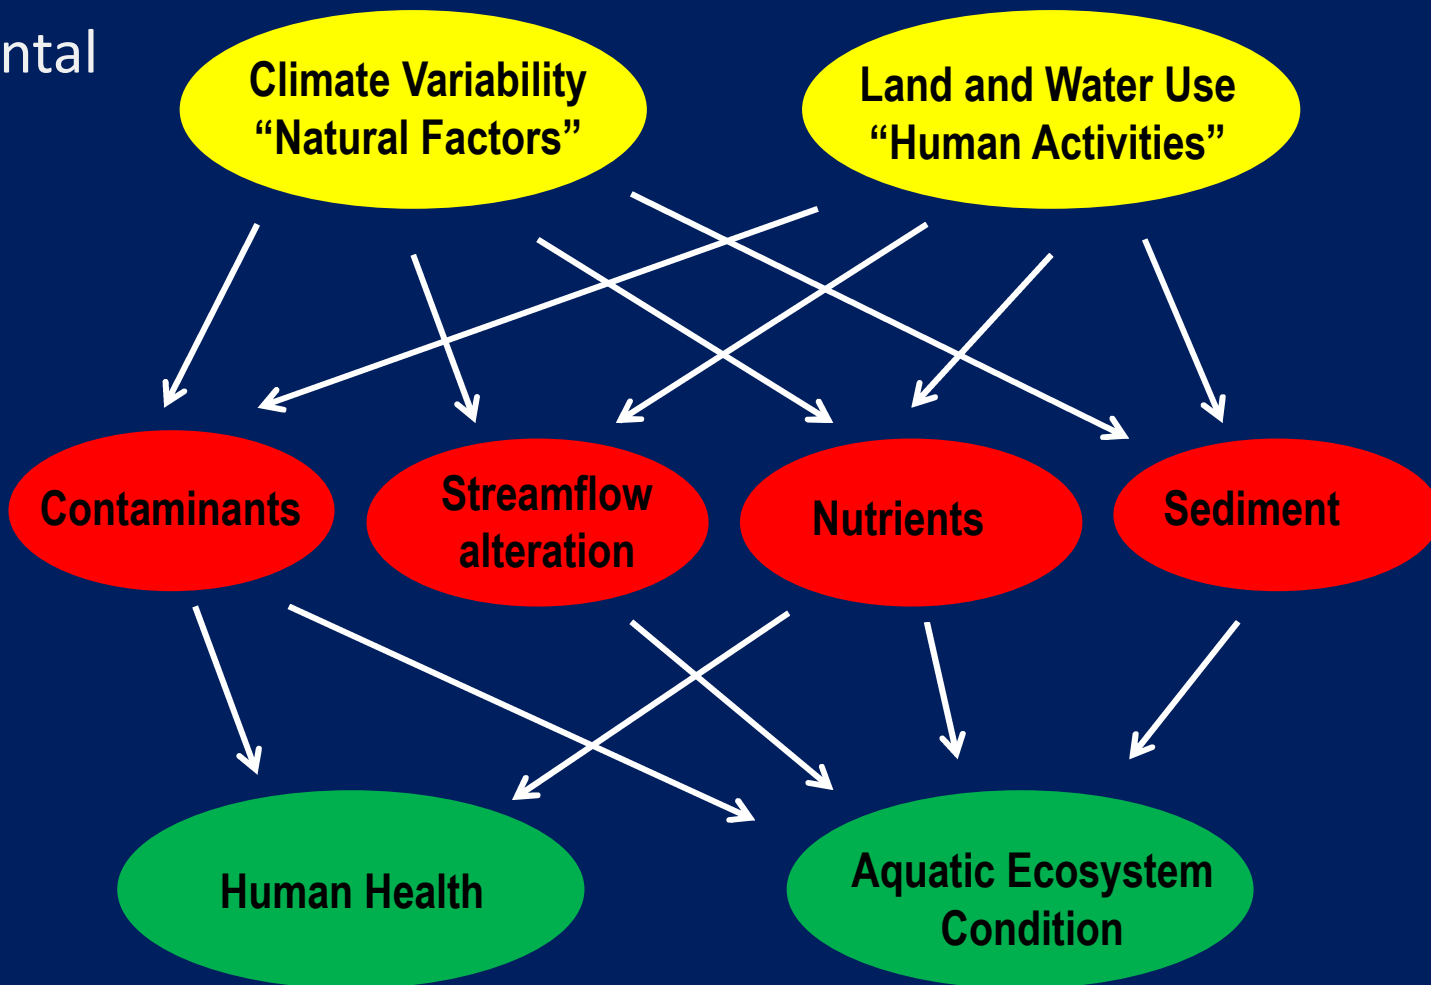 ntal
Climate Variability
“Natural Factors”
Land and Water Use
“Human Activities”
Contaminants
Streamflow
alteration
Nutrients
Sediment
Human Health
Aquatic Ecosystem
Condition